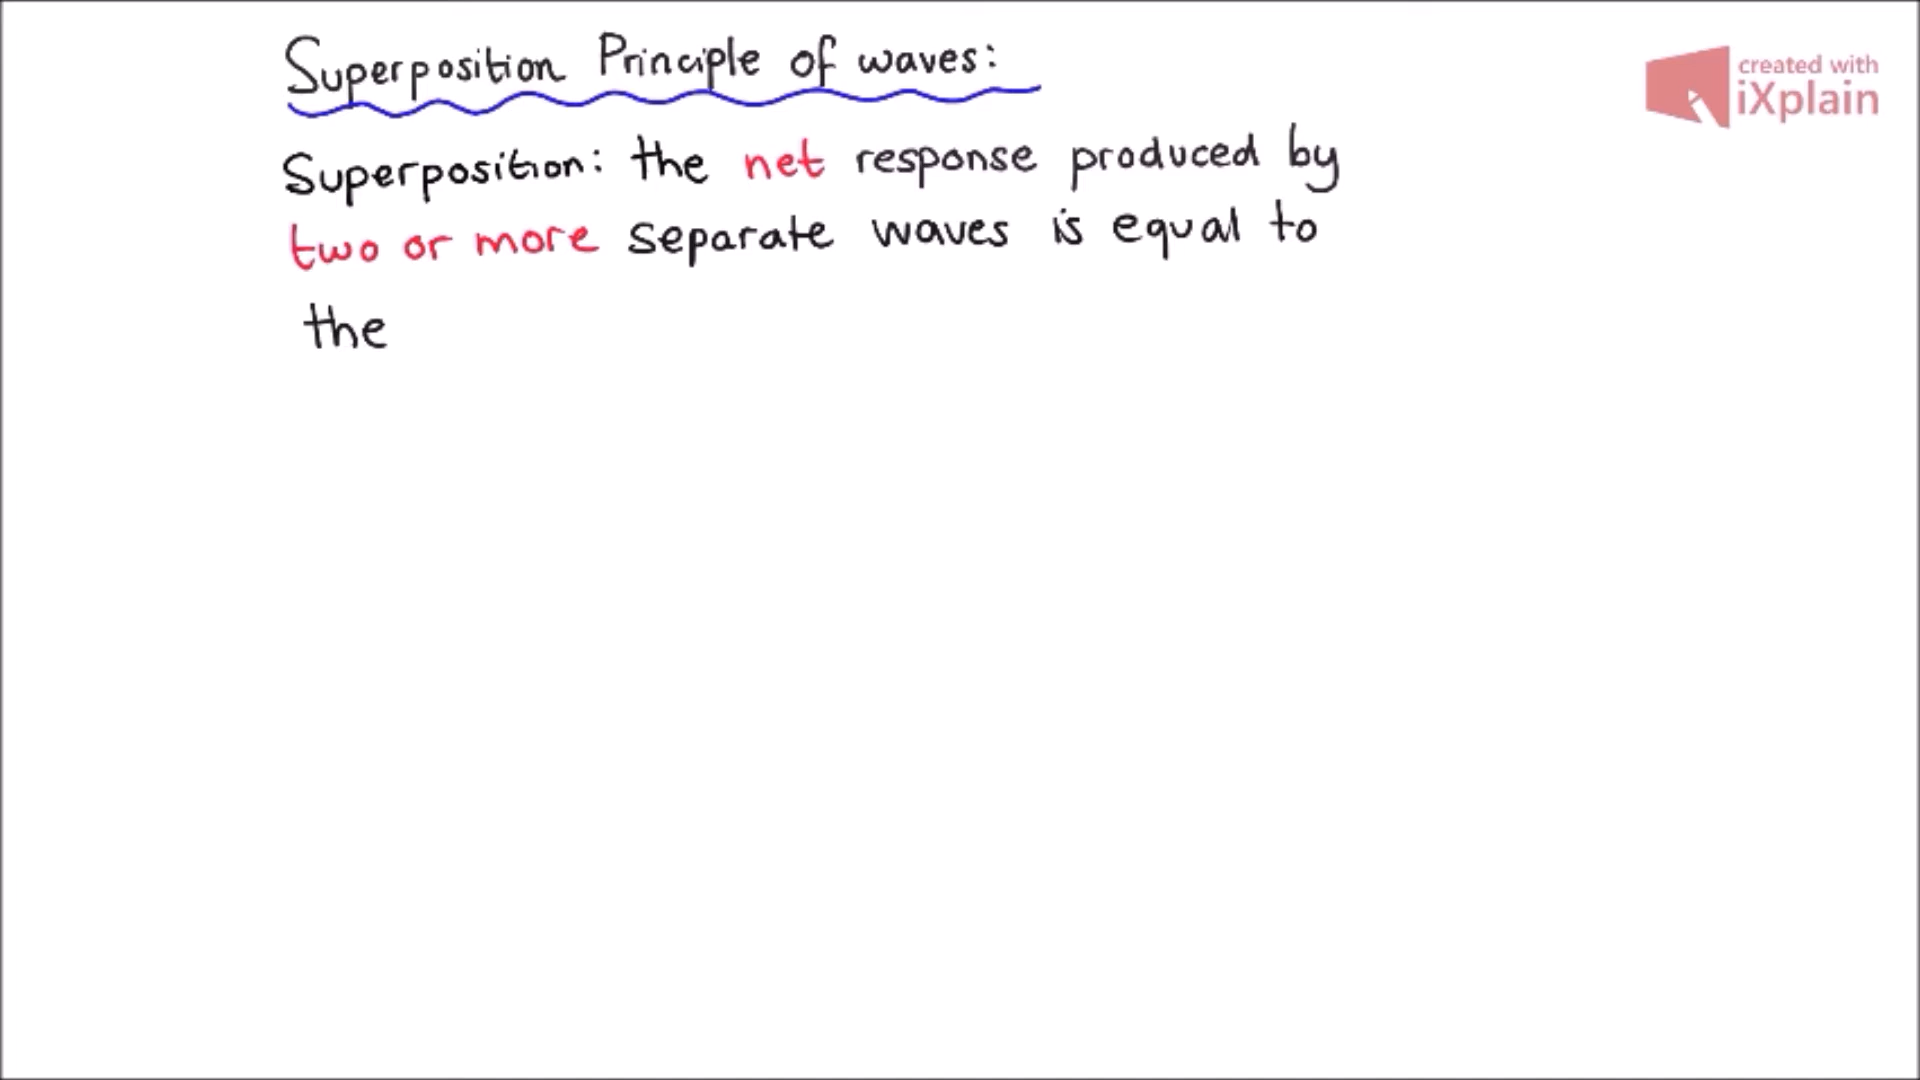 Superposition Principle of waves:
created with
iXplain
Superposition: the net response produced by
two or more separate waves is equal to
the